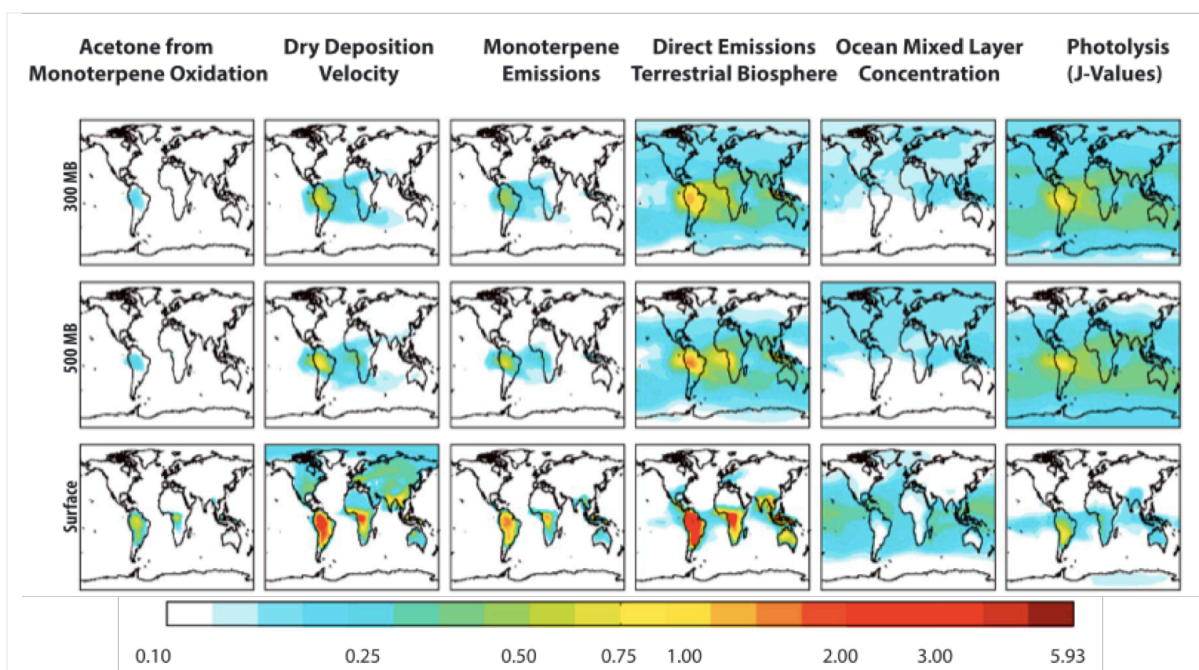 Acetone from
Monoterpene Oxidation
Dry Deposition
Velocity
Monoterpene
Emissions
Direct Emissions
Terrestrial Biosphere
Ocean Mixed Layer
Concentration
Photolysis
(J-Values)
300 MB
500 MB
Surface
0.10 0.25 0.50 0.75 1.00 2.00 3.00 5.93